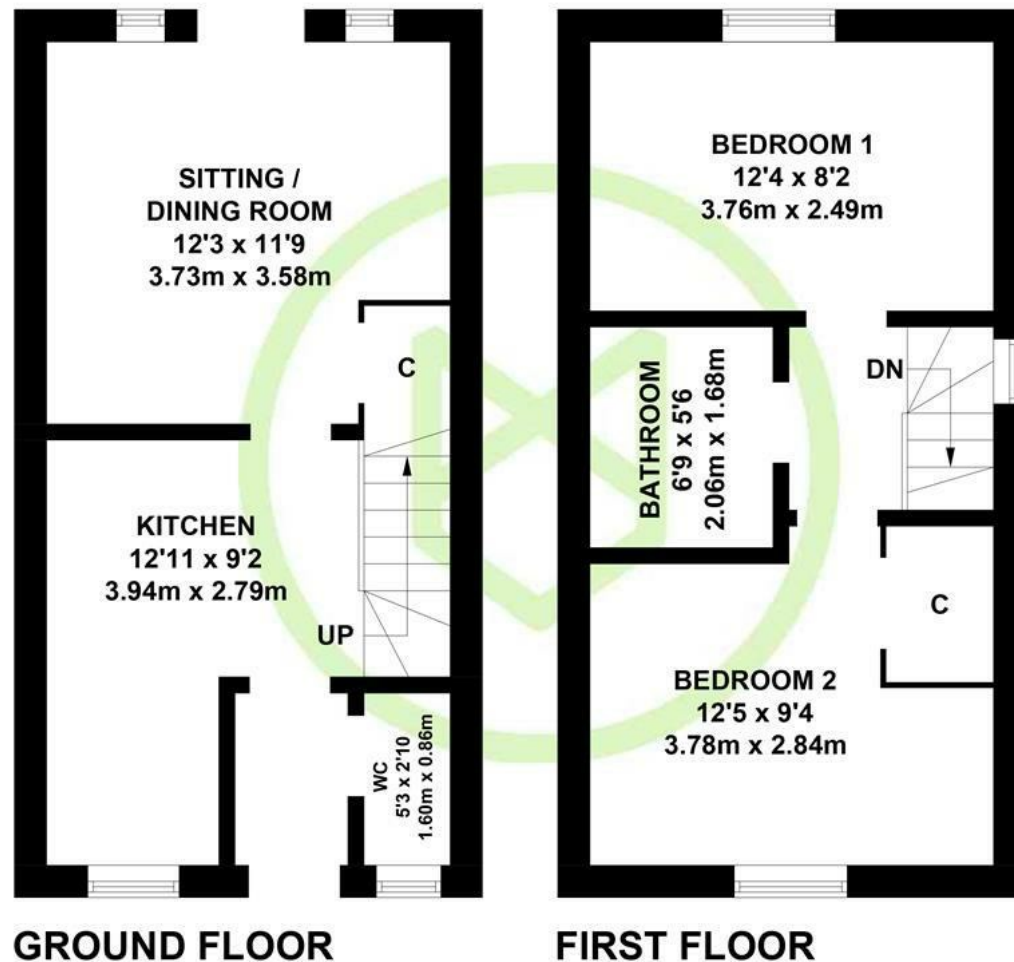 SITTING /
DINING ROOM
12'3 x 11'9
3.73m x 3.58m
C
KITCHEN
12'11 x 9'2
3.94m x 2.79m
UP
WC
5'3 x 2'10
1.60m x 0.86m
GROUND FLOOR
BEDROOM 1
12'4 x 8'2
3.76m x 2.49m
BATHROOM
6'9 x 5'6
2.06m x 1.68m
DN
C
BEDROOM 2
12'5 x 9'4
3.78m x 2.84m
FIRST FLOOR